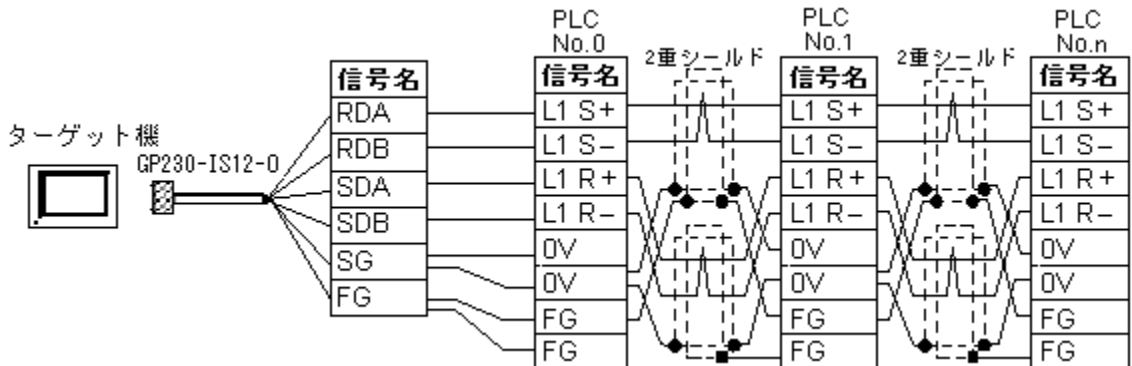 ターゲット機
GP230-IS12-O
信号名
RDA
RDB
SDA
SDB
SG
FG
PLC
No.0
信号名
L1 S+
L1 S-
L1 R+
L1 R-
0V
0V
FG
FG
2重シールド
PLC
No.1
信号名
L1 S+
L1 S-
L1 R+
L1 R-
0V
0V
FG
FG
2重シールド
PLC
No.n
信号名
L1 S+
L1 S-
L1 R+
L1 R-
0V
0V
FG
FG